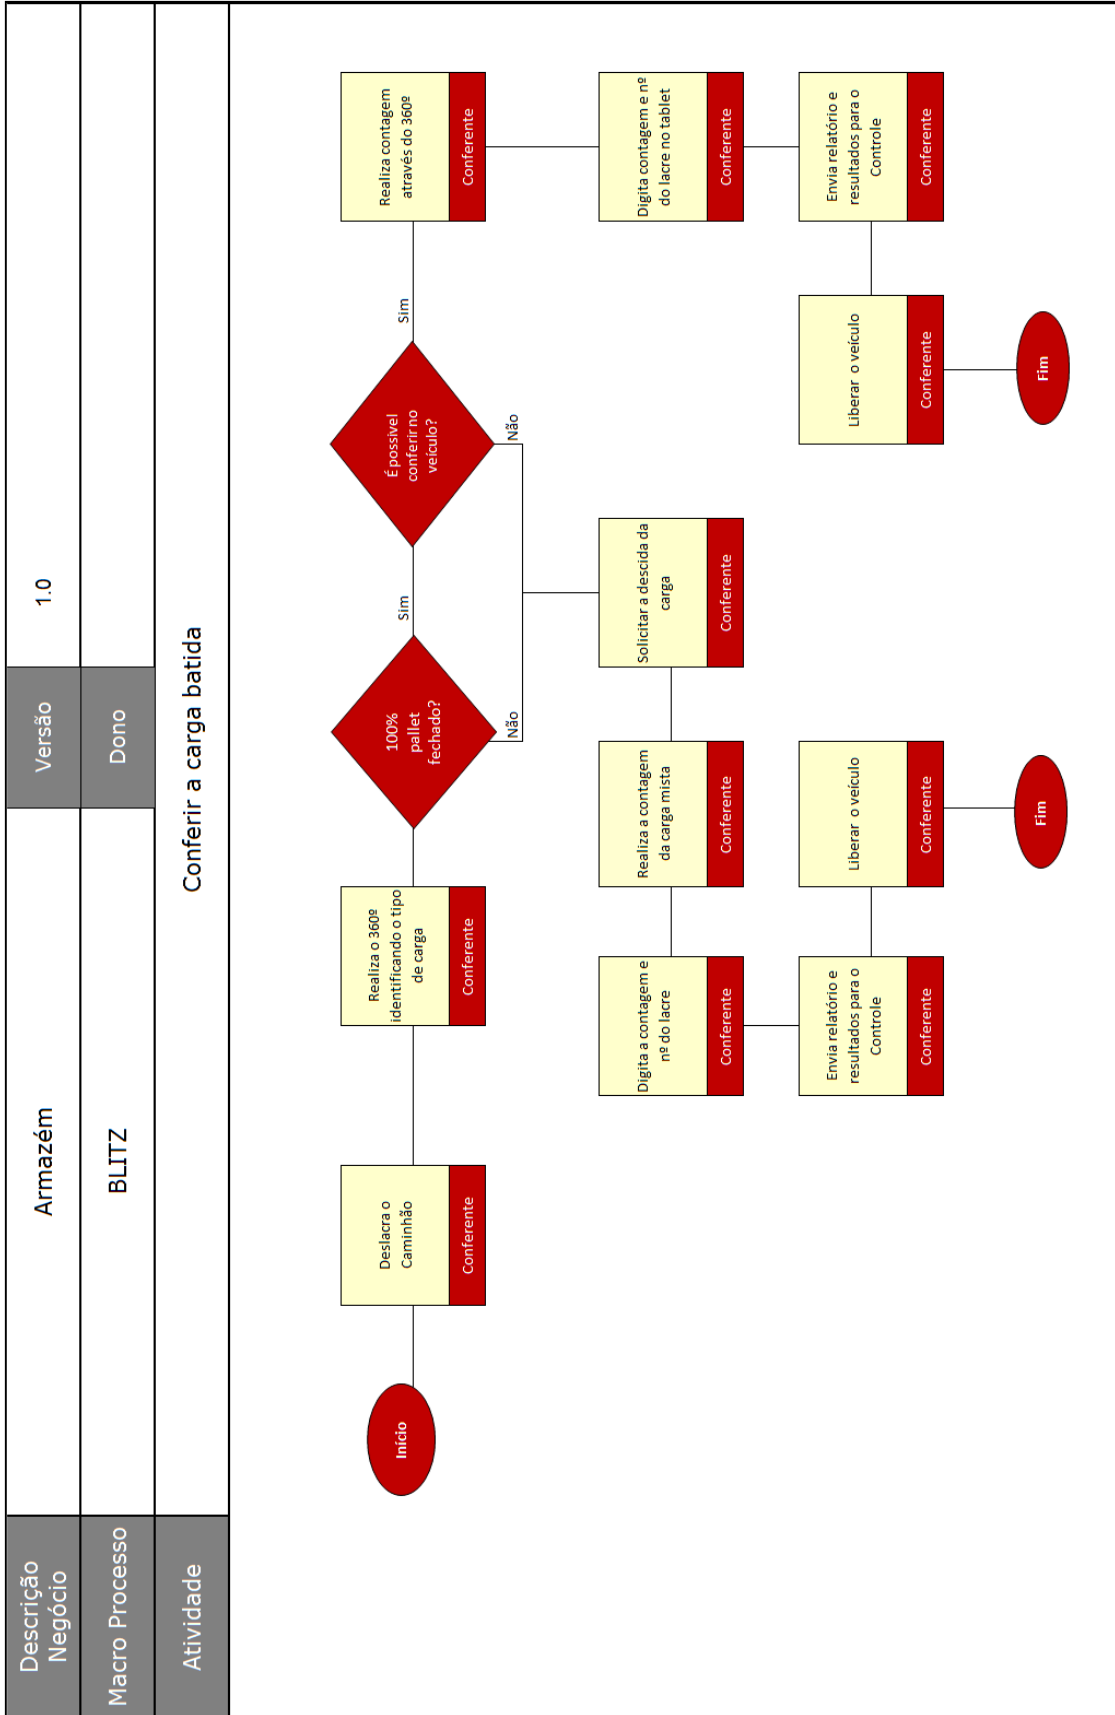 Descrição
Negócio
Armazém
Versão
1.0
Macro Processo
BLITZ
Dono
Atividade
Conferir a carga batida
Início
Deslacra o
Caminhão
Conferente
Realiza o 360º
identificando o tipo
de carga
Conferente
100%
pallet
fechado?
Sim
Não
É possível
conferir no
veículo?
Sim
Não
Realiza contagem
através do 360º
Conferente
Digita a contagem e
nº do lacre
Conferente
Realiza a contagem
da carga mista
Conferente
Solicitar a descida da
carga
Conferente
Digita contagem e nº
do lacre no tablet
Conferente
Envia relatório e
resultados para o
Controle
Conferente
Liberar o veículo
Conferente
Liberar o veículo
Conferente
Envia relatório e
resultados para o
Controle
Conferente
Fim
Fim